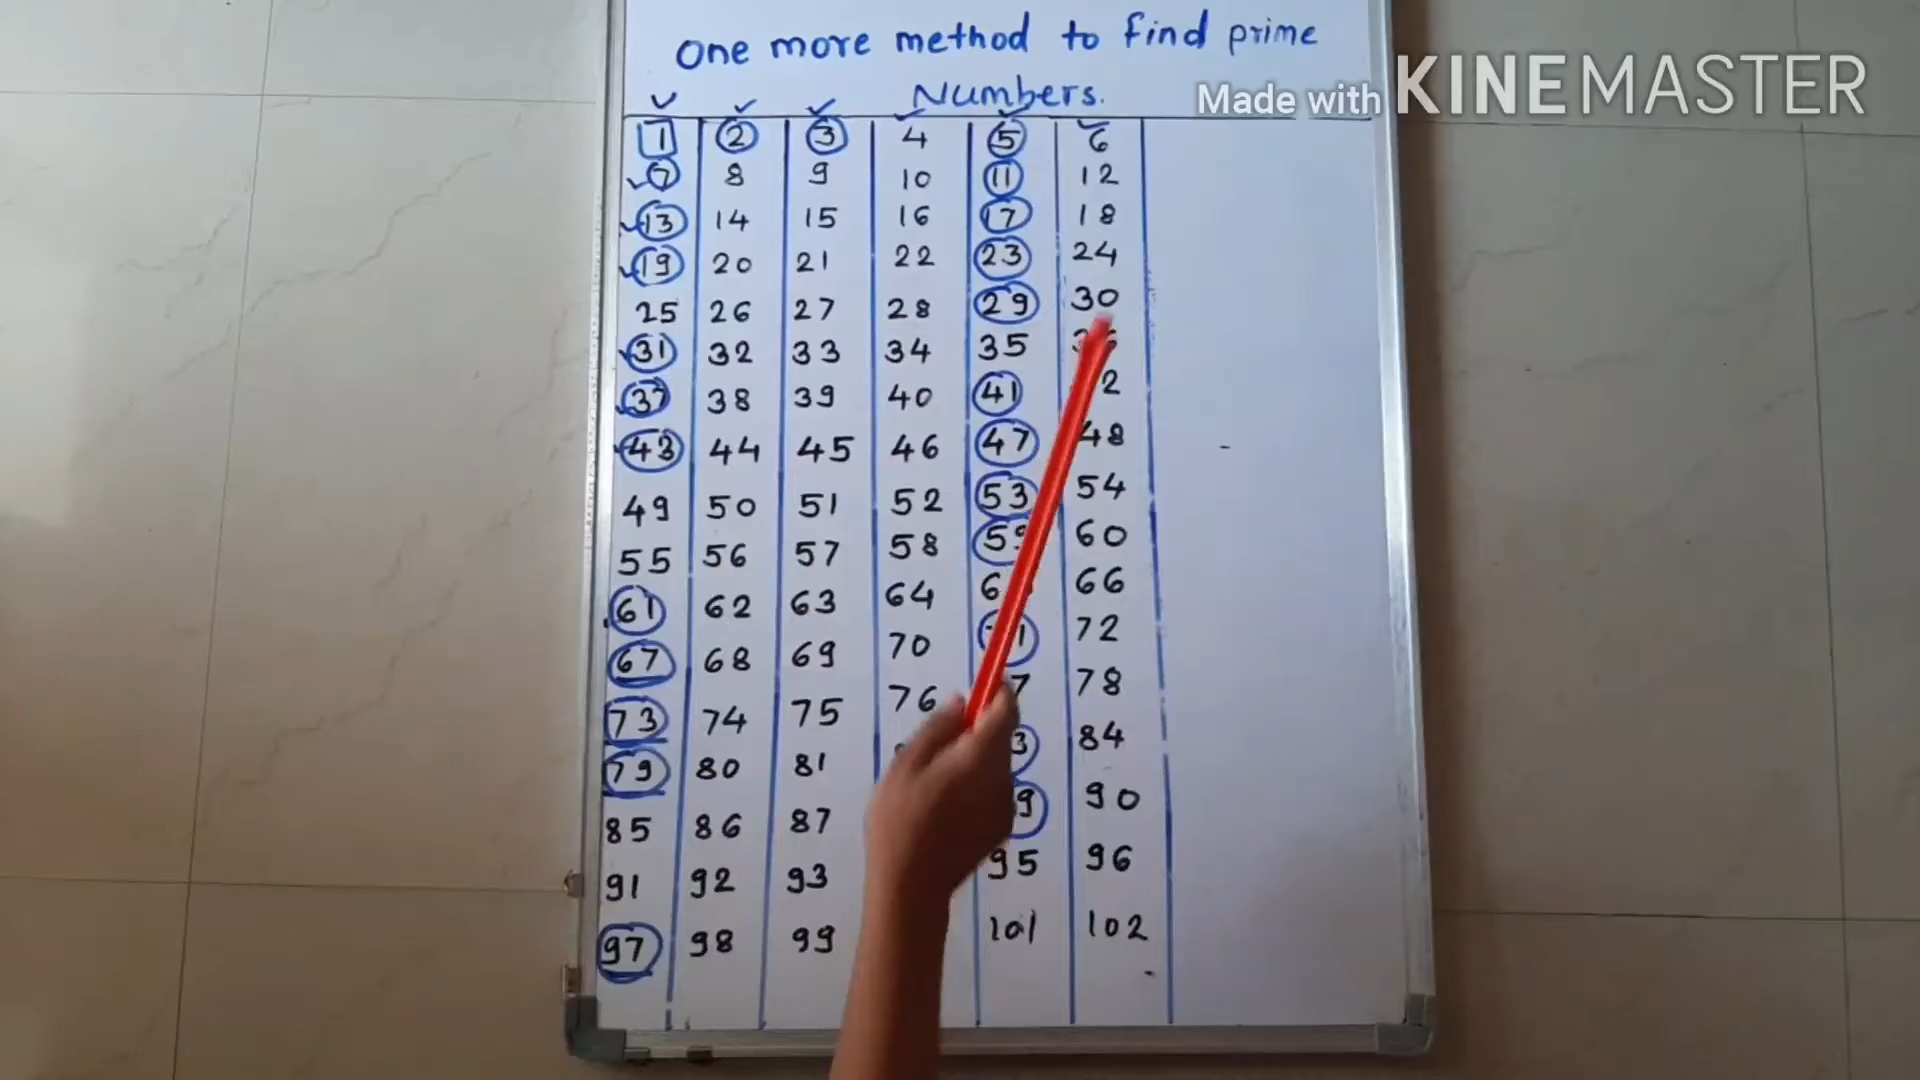 One more method to find prime
Numbers.
Made with KINEMASTER
1 2 3 4 5 6
7 8 9 10 11 12
13 14 15 16 17 18
19 20 21 22 23 24
25 26 27 28 29 30
31 32 33 34 35
37 38 39 40 41
43 44 45 46 47 48
49 50 51 52 53 54
55 56 57 58 60
61 62 63 64 66
67 68 69 70 72
73 74 75 76 78
79 80 81 84
85 86 87 90
91 92 93 95 96
97 98 99 101 102